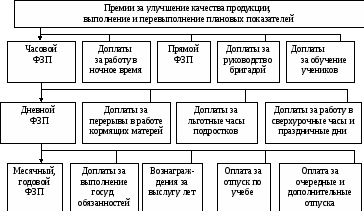 Премии за улучшение качества продукции,
выполнение и перевыполнение плановых показателей
Часовой
ФЗП
Доплаты
за работу в
ночное время
Прямой
ФЗП
Доплаты за
руководство
бригадой
Доплаты
за обучение
учеников
Дневной
ФЗП
Доплаты за
перерывы в работе
кормящих матерей
Доплаты за
льготные часы
подростков
Доплаты за работу в
сверхурочные часы и
праздничные дни
Месячный,
годовой
ФЗП
Доплаты за
выполнение
госуд.
обязанностей
Вознаграж-
дения за
выслугу лет
Оплата за
отпуск по
учебе
Оплата за
очередные и
дополнительные
отпуска